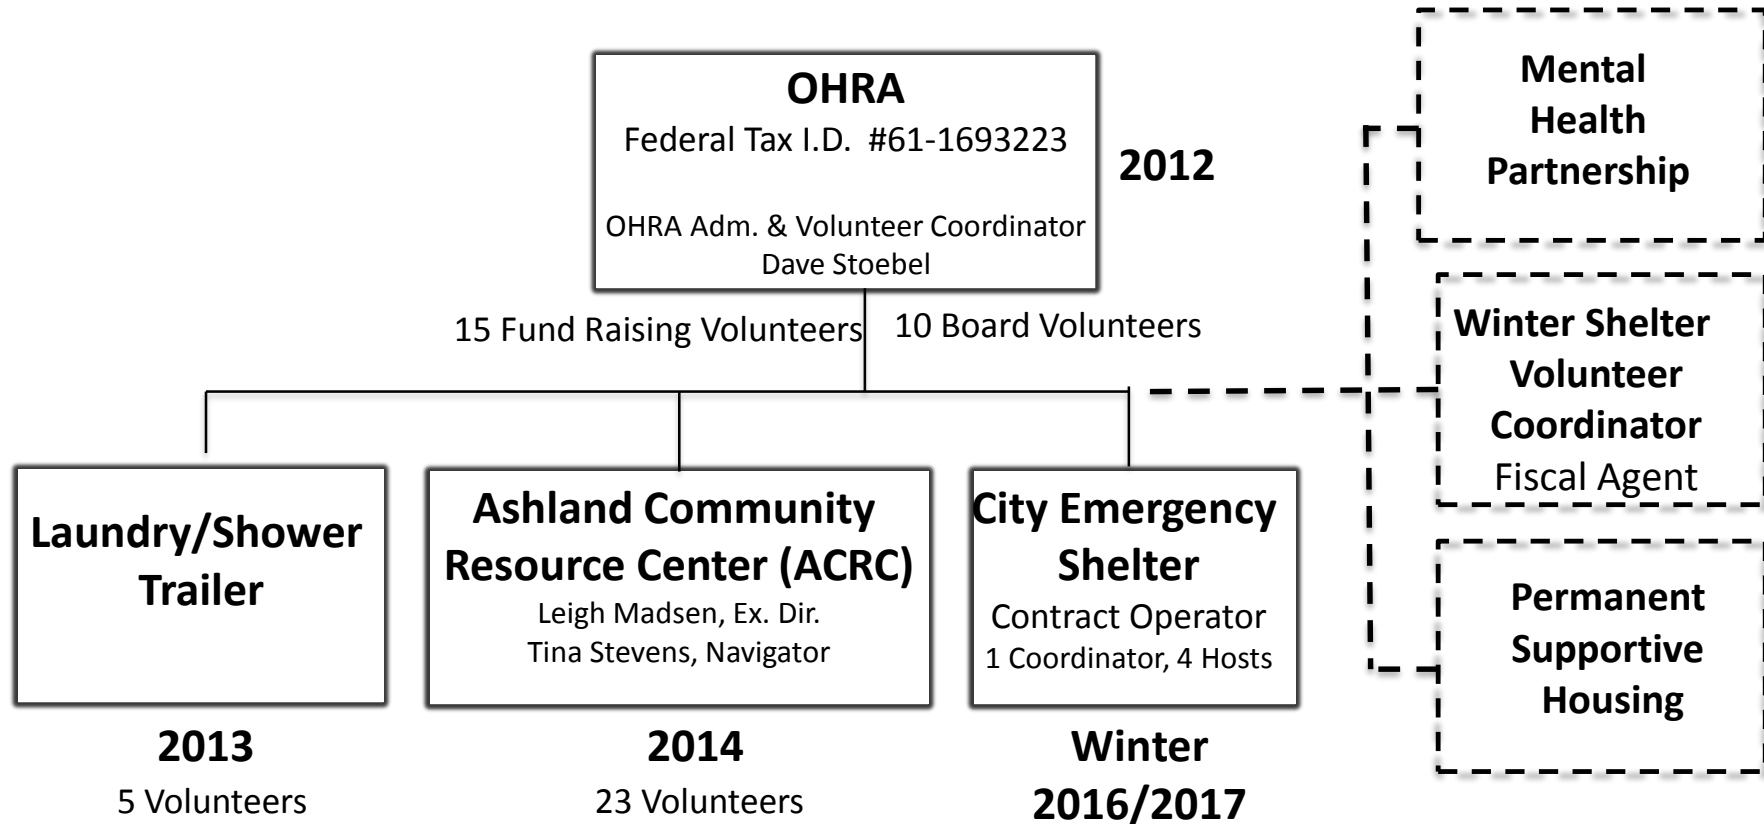 OHRA
Federal Tax I.D. #61-1693223
OHRA Adm. & Volunteer Coordinator
Dave Stoebel
2012
15 Fund Raising Volunteers
10 Board Volunteers
Laundry/Shower
Trailer
2013
5 Volunteers
Ashland Community
Resource Center (ACRC)
Leigh Madsen, Ex. Dir.
Tina Stevens, Navigator
2014
23 Volunteers
City Emergency
Shelter
Contract Operator
1 Coordinator, 4 Hosts
Winter
2016/2017
Mental
Health
Partnership
Winter Shelter
Volunteer
Coordinator
Fiscal Agent
Permanent
Supportive
Housing